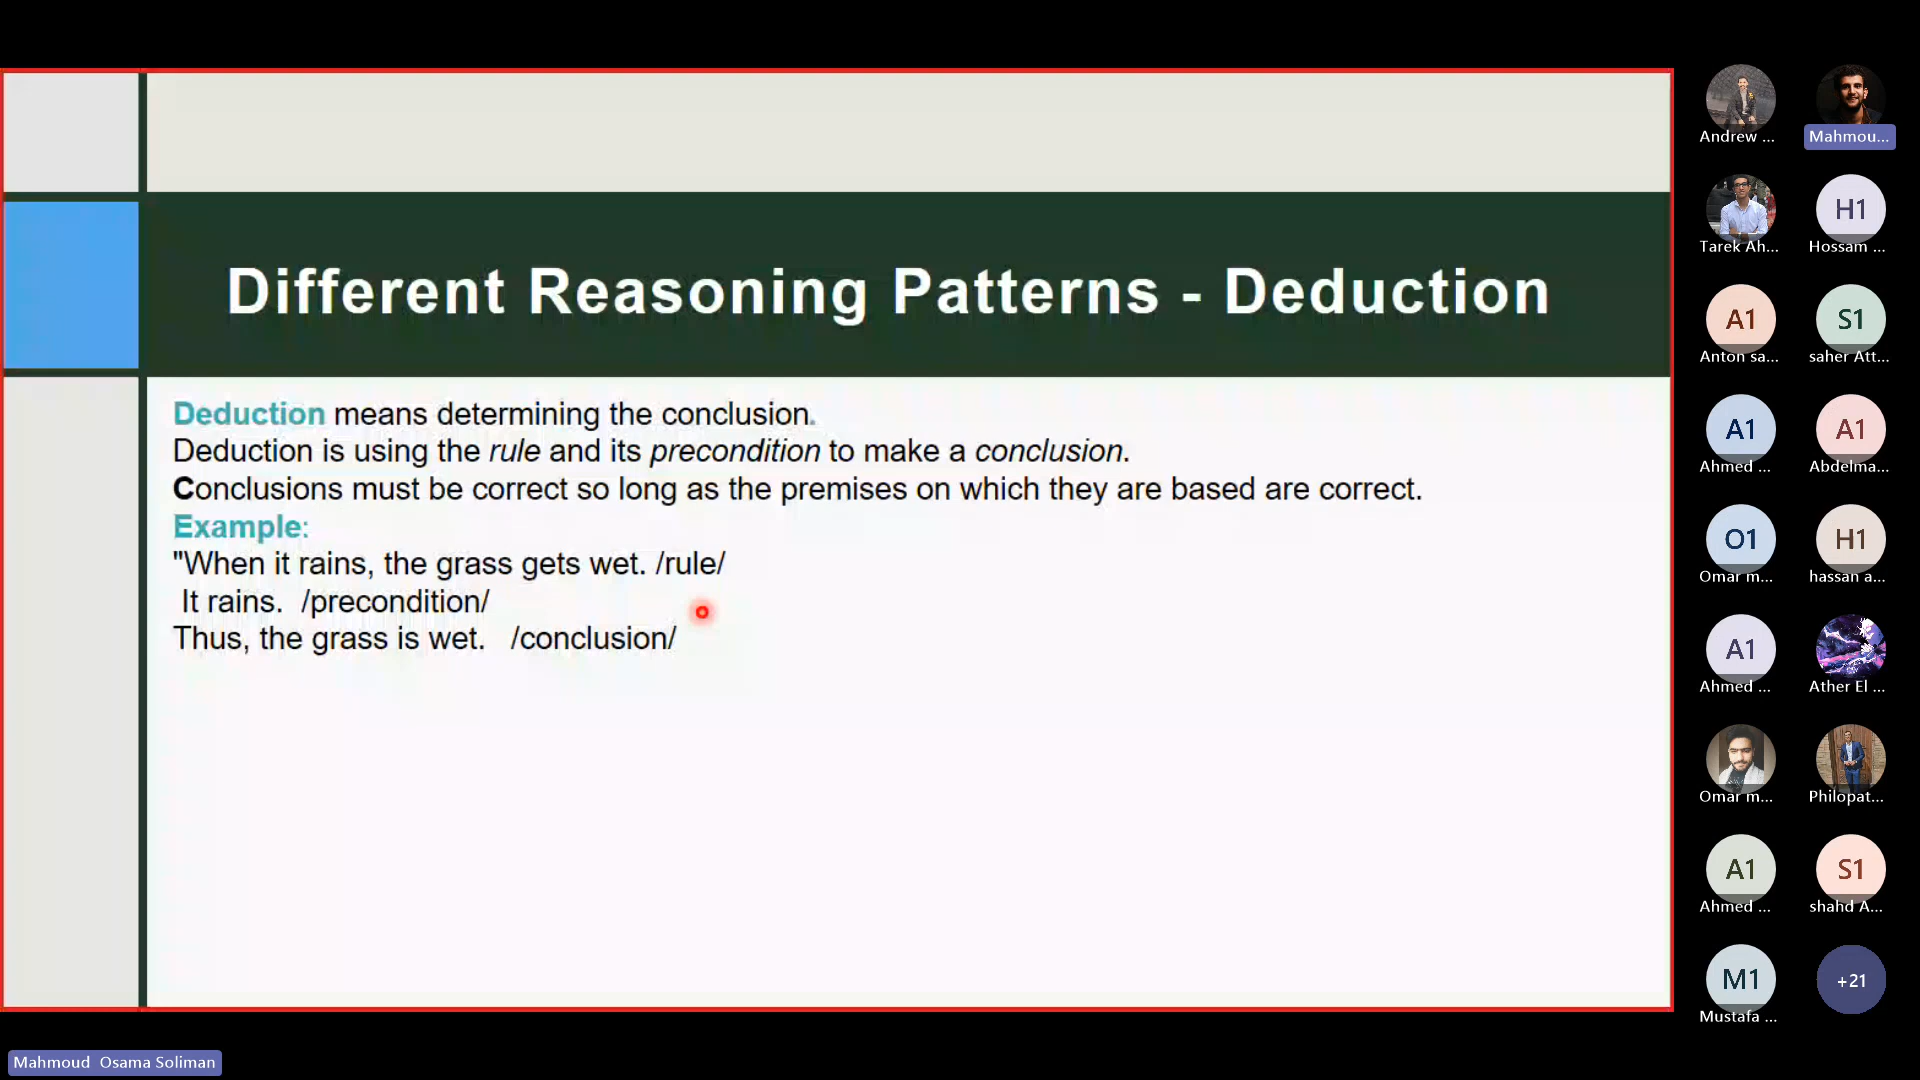 Different Reasoning Patterns - Deduction
Deduction means determining the conclusion.
Deduction is using the rule and its precondition to make a conclusion.
Conclusions must be correct so long as the premises on which they are based are correct.
Example:
"When it rains, the grass gets wet. /rule/
It rains. /precondition/
Thus, the grass is wet. /conclusion/
Andrew ...
Mahmou...
Tarek Ah...
H1
Hossam ...
A1
Anton sa...
S1
saher Att...
A1
Ahmed ...
A1
Abdelma...
O1
Omar m...
H1
hassan a...
A1
Ahmed ...
Ather El ...
Omar m...
Philopat...
A1
Ahmed ...
S1
shahd A...
M1
Mustafa ...
+21
Mahmoud Osama Soliman